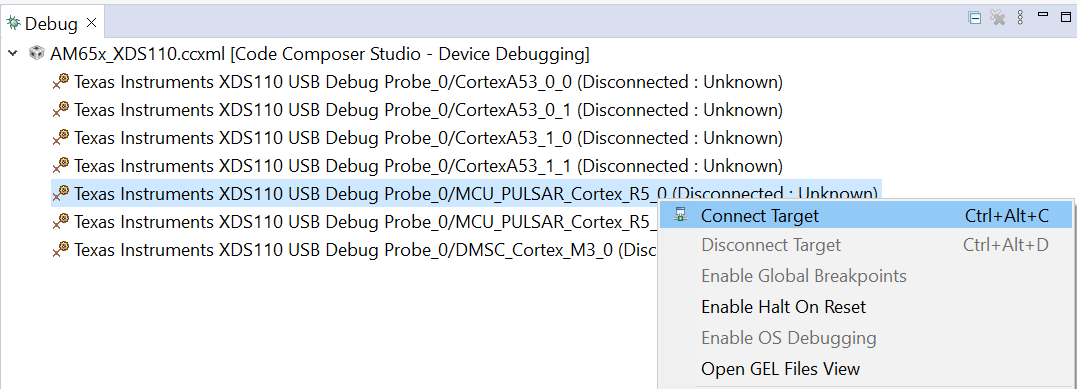 Debug
AM65x_XDS110.ccxml [Code Composer Studio - Device Debugging]
Texas Instruments XDS110 USB Debug Probe_0/CortexA53_0_0 (Disconnected : Unknown)
Texas Instruments XDS110 USB Debug Probe_0/CortexA53_0_1 (Disconnected : Unknown)
Texas Instruments XDS110 USB Debug Probe_0/CortexA53_1_0 (Disconnected : Unknown)
Texas Instruments XDS110 USB Debug Probe_0/CortexA53_1_1 (Disconnected : Unknown)
Texas Instruments XDS110 USB Debug Probe_0/MCU_PULSAR_Cortex_R5_0 (Disconnected : Unknown)
Texas Instruments XDS110 USB Debug Probe_0/MCU_PULSAR_Cortex_R5_
Texas Instruments XDS110 USB Debug Probe_0/DMSC_Cortex_M3_0 (Disc
Connect Target Ctrl+Alt+C
Disconnect Target Ctrl+Alt+D
Enable Global Breakpoints
Enable Halt On Reset
Enable OS Debugging
Open GEL Files View